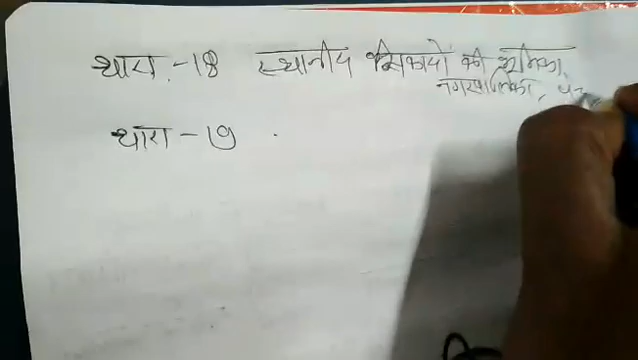 धारा - 18 स्थानीय निकायों की भूमिका
नगरपालिका, पं
धारा - 19